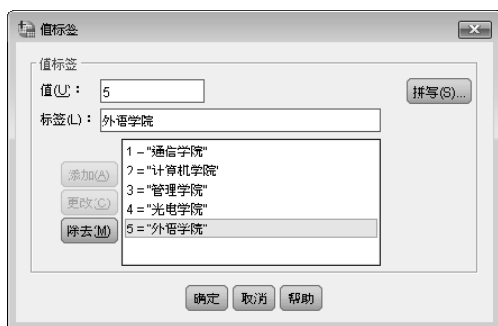 值标签
值标签
值(U): 5
拼写(S)...
标签(L): 外语学院
添加(A)
更改(C)
除去(M)
1 = "通信学院"
2 = "计算机学院"
3 = "管理学院"
4 = "光电学院"
5 = "外语学院"
确定 取消 帮助